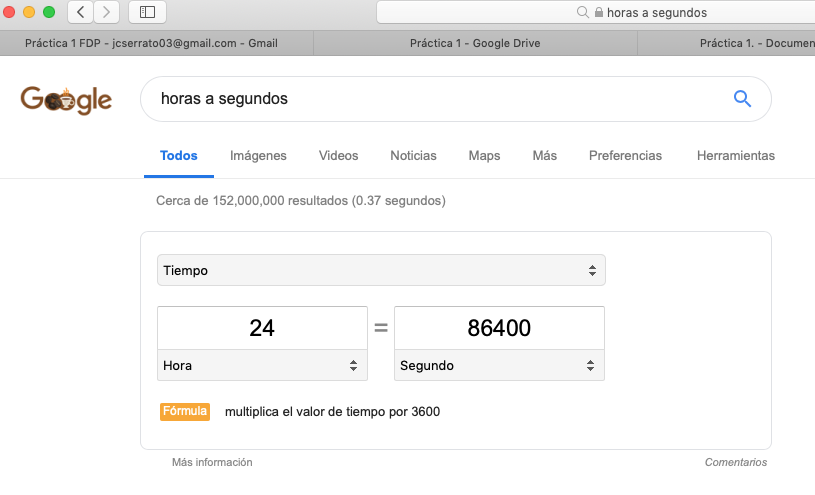 horas a segundos
Práctica 1 FDP - jcserrato03@gmail.com - Gmail
Práctica 1 - Google Drive
Práctica 1. - Documen
Google
horas a segundos
Todos Imágenes Videos Noticias Maps Más Preferencias Herramientas
Cerca de 152,000,000 resultados (0.37 segundos)
Tiempo
24 = 86400
Hora Segundo
Fórmula multiplica el valor de tiempo por 3600
Más información Comentarios